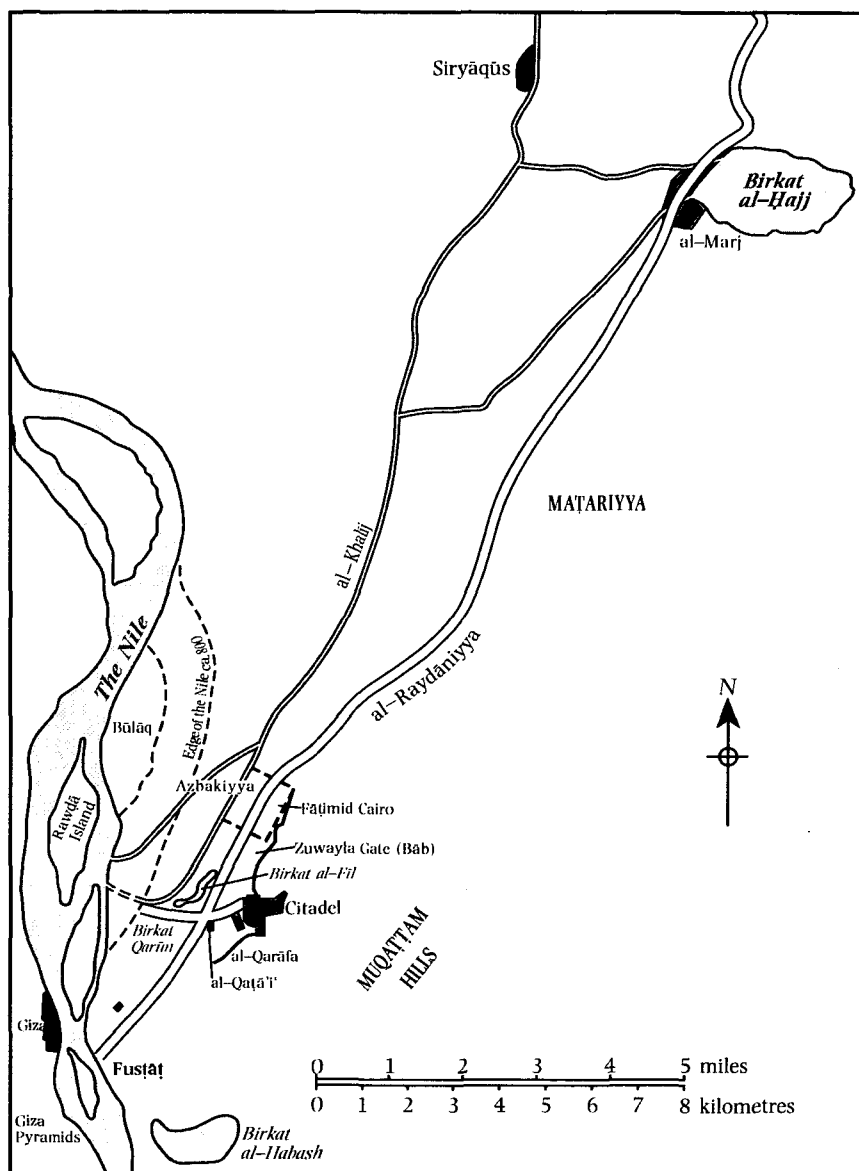 Siryāqūs
Birkat
al-Ḥajj
al-Marj
MAṬARIYYA
al-Khalij
al-Raydāniyya
The Nile
Edge of the Nile ca. 800
Būlāq
N
Azbakiyya
Rawḍā
Island
Fāṭimid Cairo
Zuwayla Gate (Bāb)
Birkat al-Fīl
Citadel
Birkat
Qarūn
al-Qarāfa
al-Qaṭā'i'
MUQAṬṬAM
HILLS
Giza
Fusṭāṭ
0 1 2 3 4 5 miles
0 1 2 3 4 5 6 7 8 kilometres
Giza
Pyramids
Birkat
al-Habash